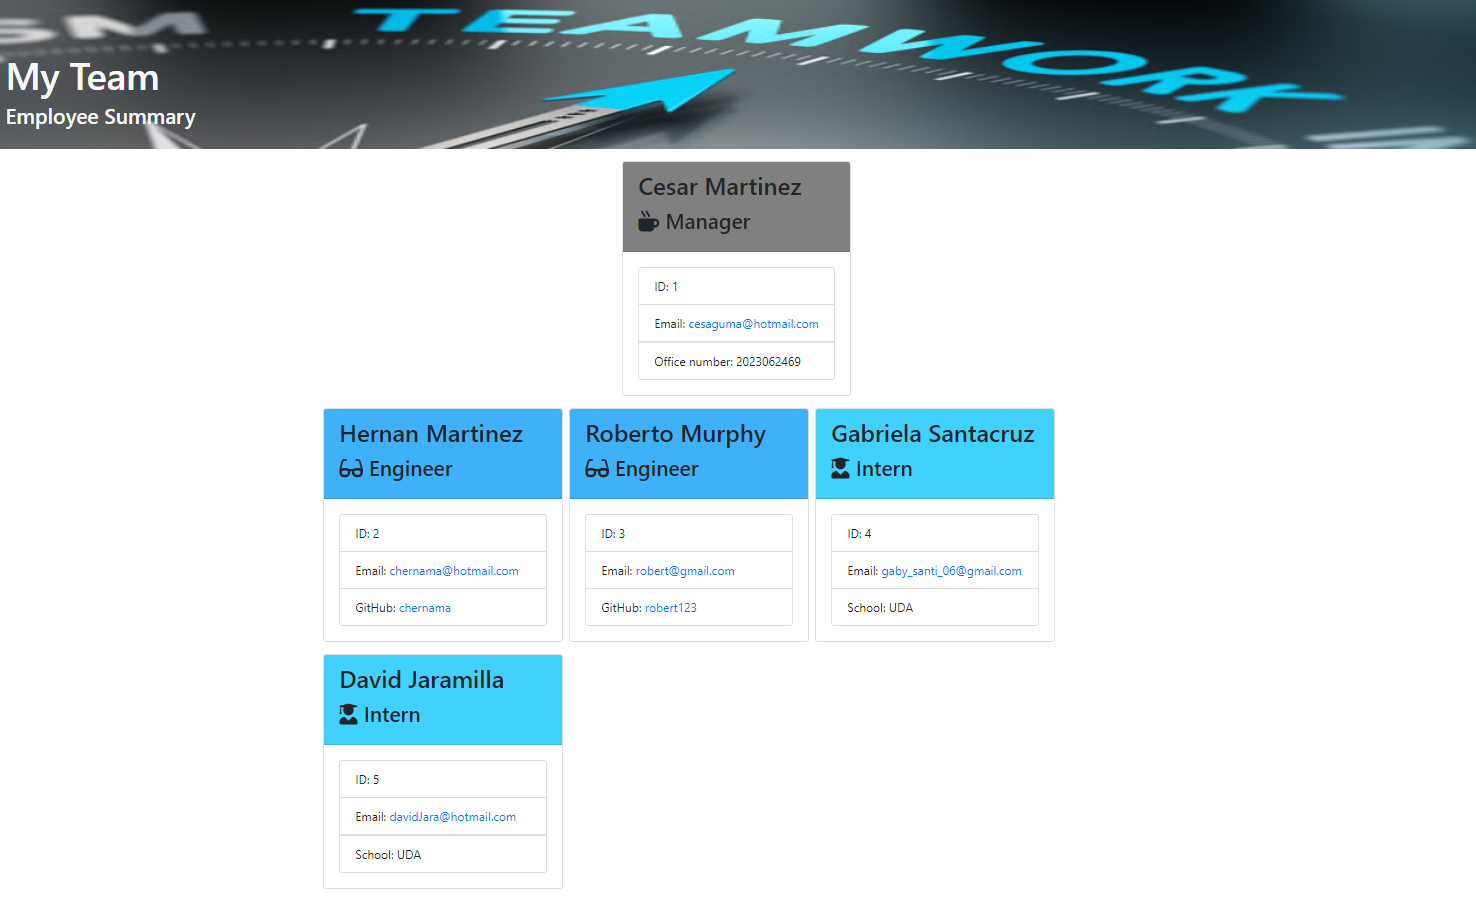 SM
TEAMWORK
My Team
Employee Summary
Cesar Martinez
Manager
ID: 1
Email: cesaguma@hotmail.com
Office number: 2023062469
Hernan Martinez
Engineer
ID: 2
Email: chernama@hotmail.com
GitHub: chernama
Roberto Murphy
Engineer
ID: 3
Email: robert@gmail.com
GitHub: robert123
Gabriela Santacruz
Intern
ID: 4
Email: gaby_santi_06@gmail.com
School: UDA
David Jaramilla
Intern
ID: 5
Email: davidJara@hotmail.com
School: UDA